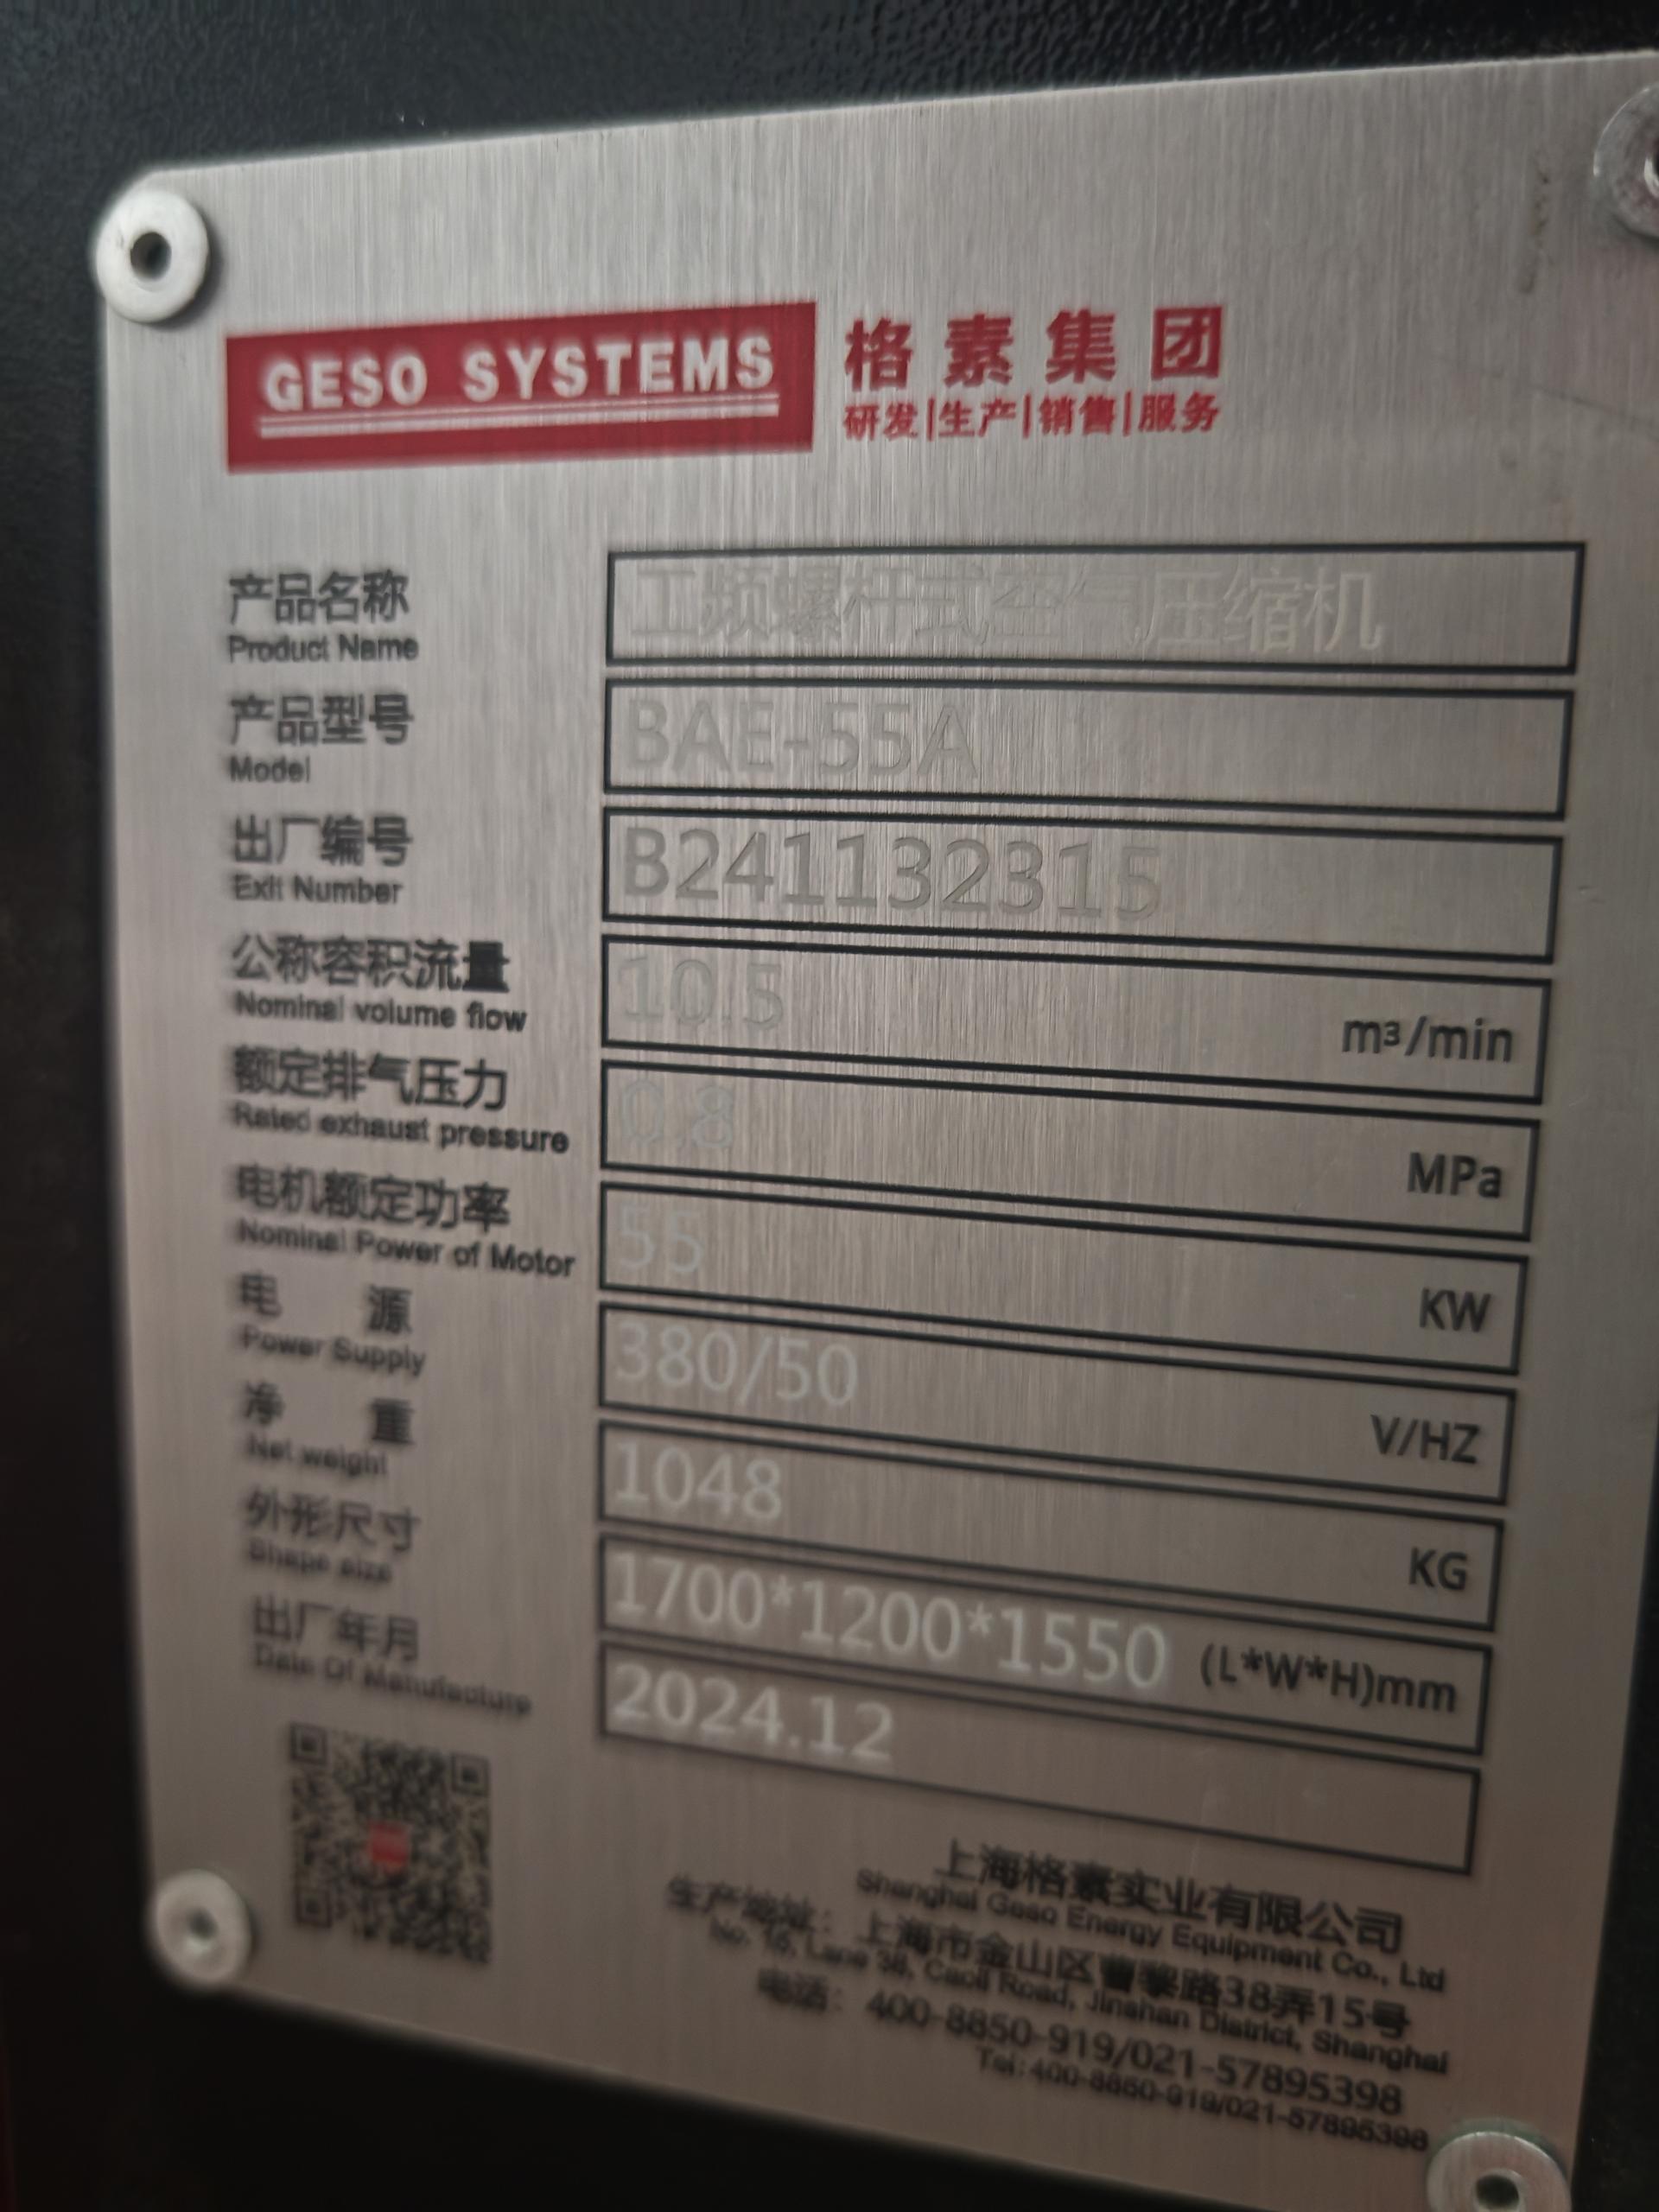 GESO SYSTEMS
格素集团
研发|生产|销售|服务
产品名称 工频螺杆式空气压缩机
Product Name
产品型号 BAE-55A
Model
出厂编号 B241132315
Exit Number
公称容积流量 10.5 m³/min
Nominal volume flow
额定排气压力 0.8 MPa
Rated exhaust pressure
电机额定功率 55 KW
Nominal Power of Motor
电 源 380/50 V/HZ
Power Supply
净 重 1048 KG
Net weight
外形尺寸 1700*1200*1550 (L*W*H)mm
Shape size
出厂年月 2024.12
Date Of Manufacture
上海格素实业有限公司
Shanghai Geso Energy Equipment Co., Ltd
生产地址：上海市金山区曹黎路38弄15号
No. 15, Lane 38, Caoli Road, Jinshan District, Shanghai
电话：400-8850-919/021-57895398
Tel: 400-8850-919/021-57895398